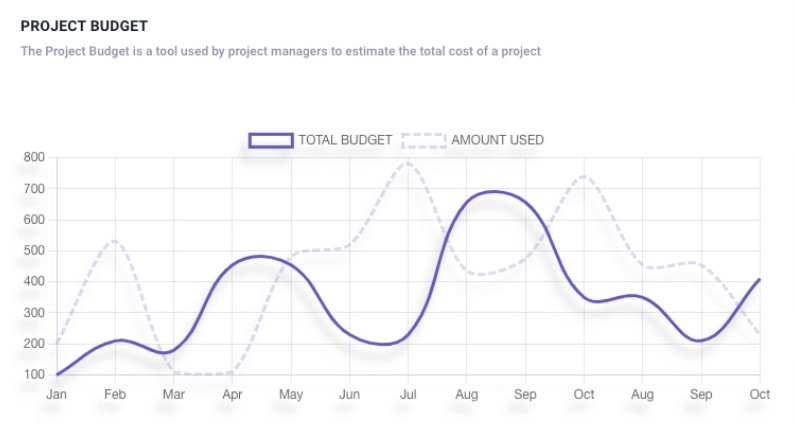 PROJECT BUDGET
The Project Budget is a tool used by project managers to estimate the total cost of a project
TOTAL BUDGET AMOUNT USED
800
700
600
500
400
300
200
100
Jan Feb Mar Apr May Jun Jul Aug Sep Oct Aug Sep Oct